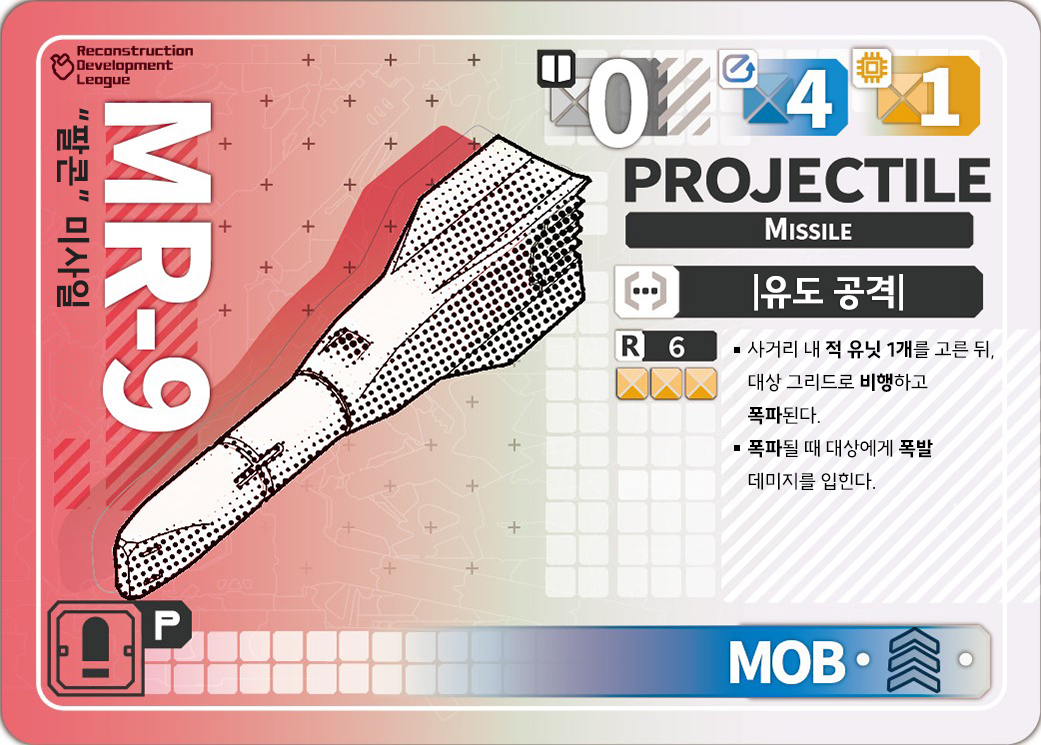 Reconstruction
Development
League
MR-9
"팔콘" 미사일
0
4
1
PROJECTILE
MISSILE
|유도 공격|
R 6
▪ 사거리 내 적 유닛 1개를 고른 뒤,
대상 그리드로 비행하고
폭파된다.
▪ 폭파될 때 대상에게 폭발
데미지를 입힌다.
P
MOB